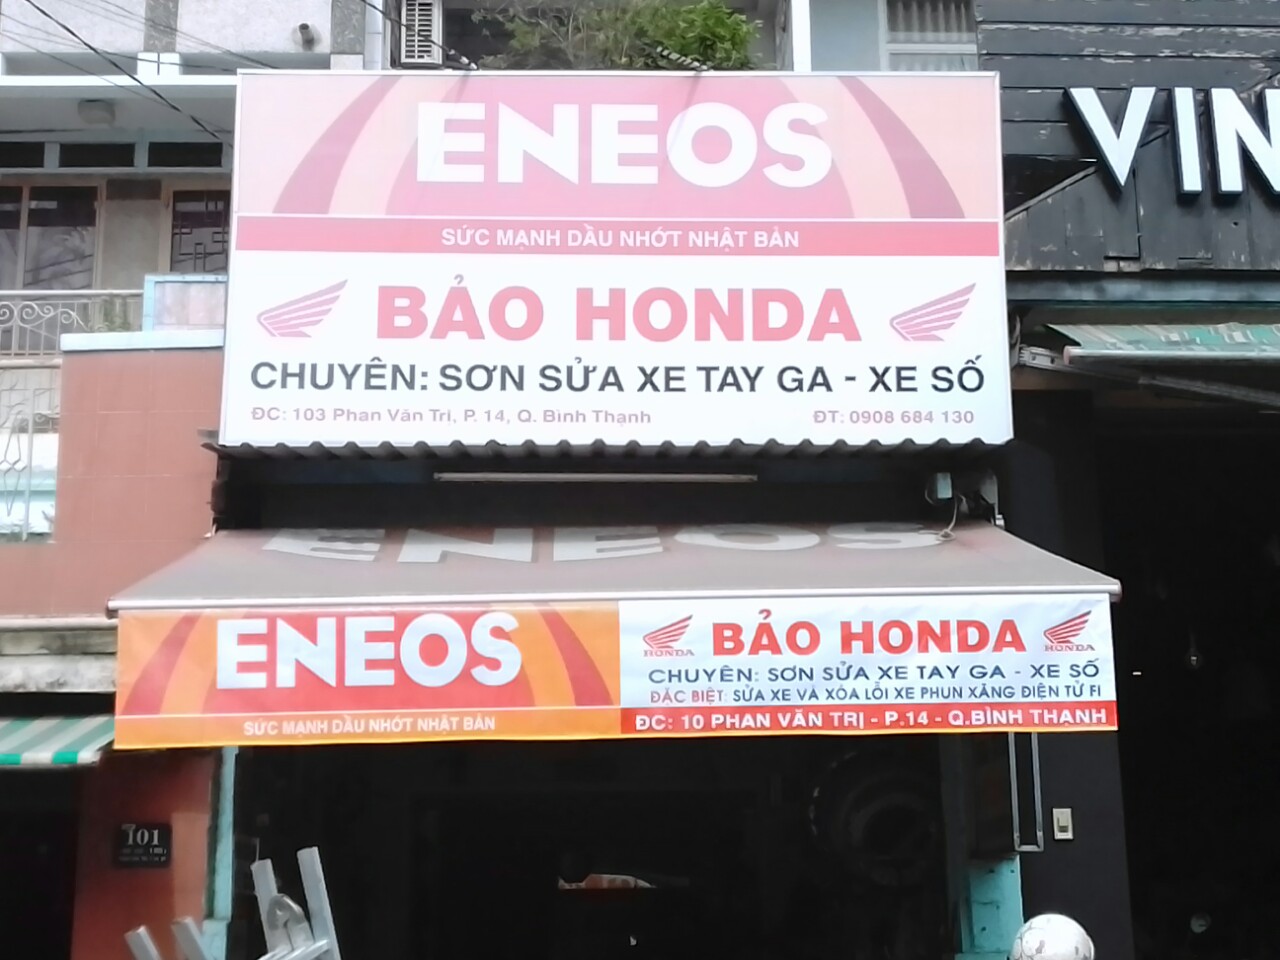 ENEOS
SỨC MẠNH DẦU NHỚT NHẬT BẢN
BẢO HONDA
CHUYÊN: SƠN SỬA XE TAY GA - XE SỐ
ĐC: 103 Phan Văn Trí, P. 14, Q. Bình Thạnh ĐT: 0908 684 130
VIN
ENEOS
ENEOS
SỨC MẠNH DẦU NHỚT NHẬT BẢN
HONDA BẢO HONDA HONDA
CHUYÊN: SƠN SỬA XE TAY GA - XE SỐ
ĐẶC BIỆT: SỬA XE VÀ XÓA LỖI XE PHUN XĂNG ĐIỆN TỬ FI
ĐC: 10 PHAN VĂN TRỊ - P.14 - Q.BÌNH THẠNH
101